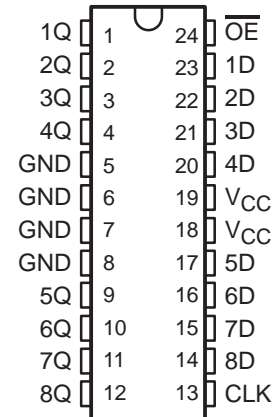 1Q 1 24 O̅E̅
2Q 2 23 1D
3Q 3 22 2D
4Q 4 21 3D
GND 5 20 4D
GND 6 19 VCC
GND 7 18 VCC
GND 8 17 5D
5Q 9 16 6D
6Q 10 15 7D
7Q 11 14 8D
8Q 12 13 CLK